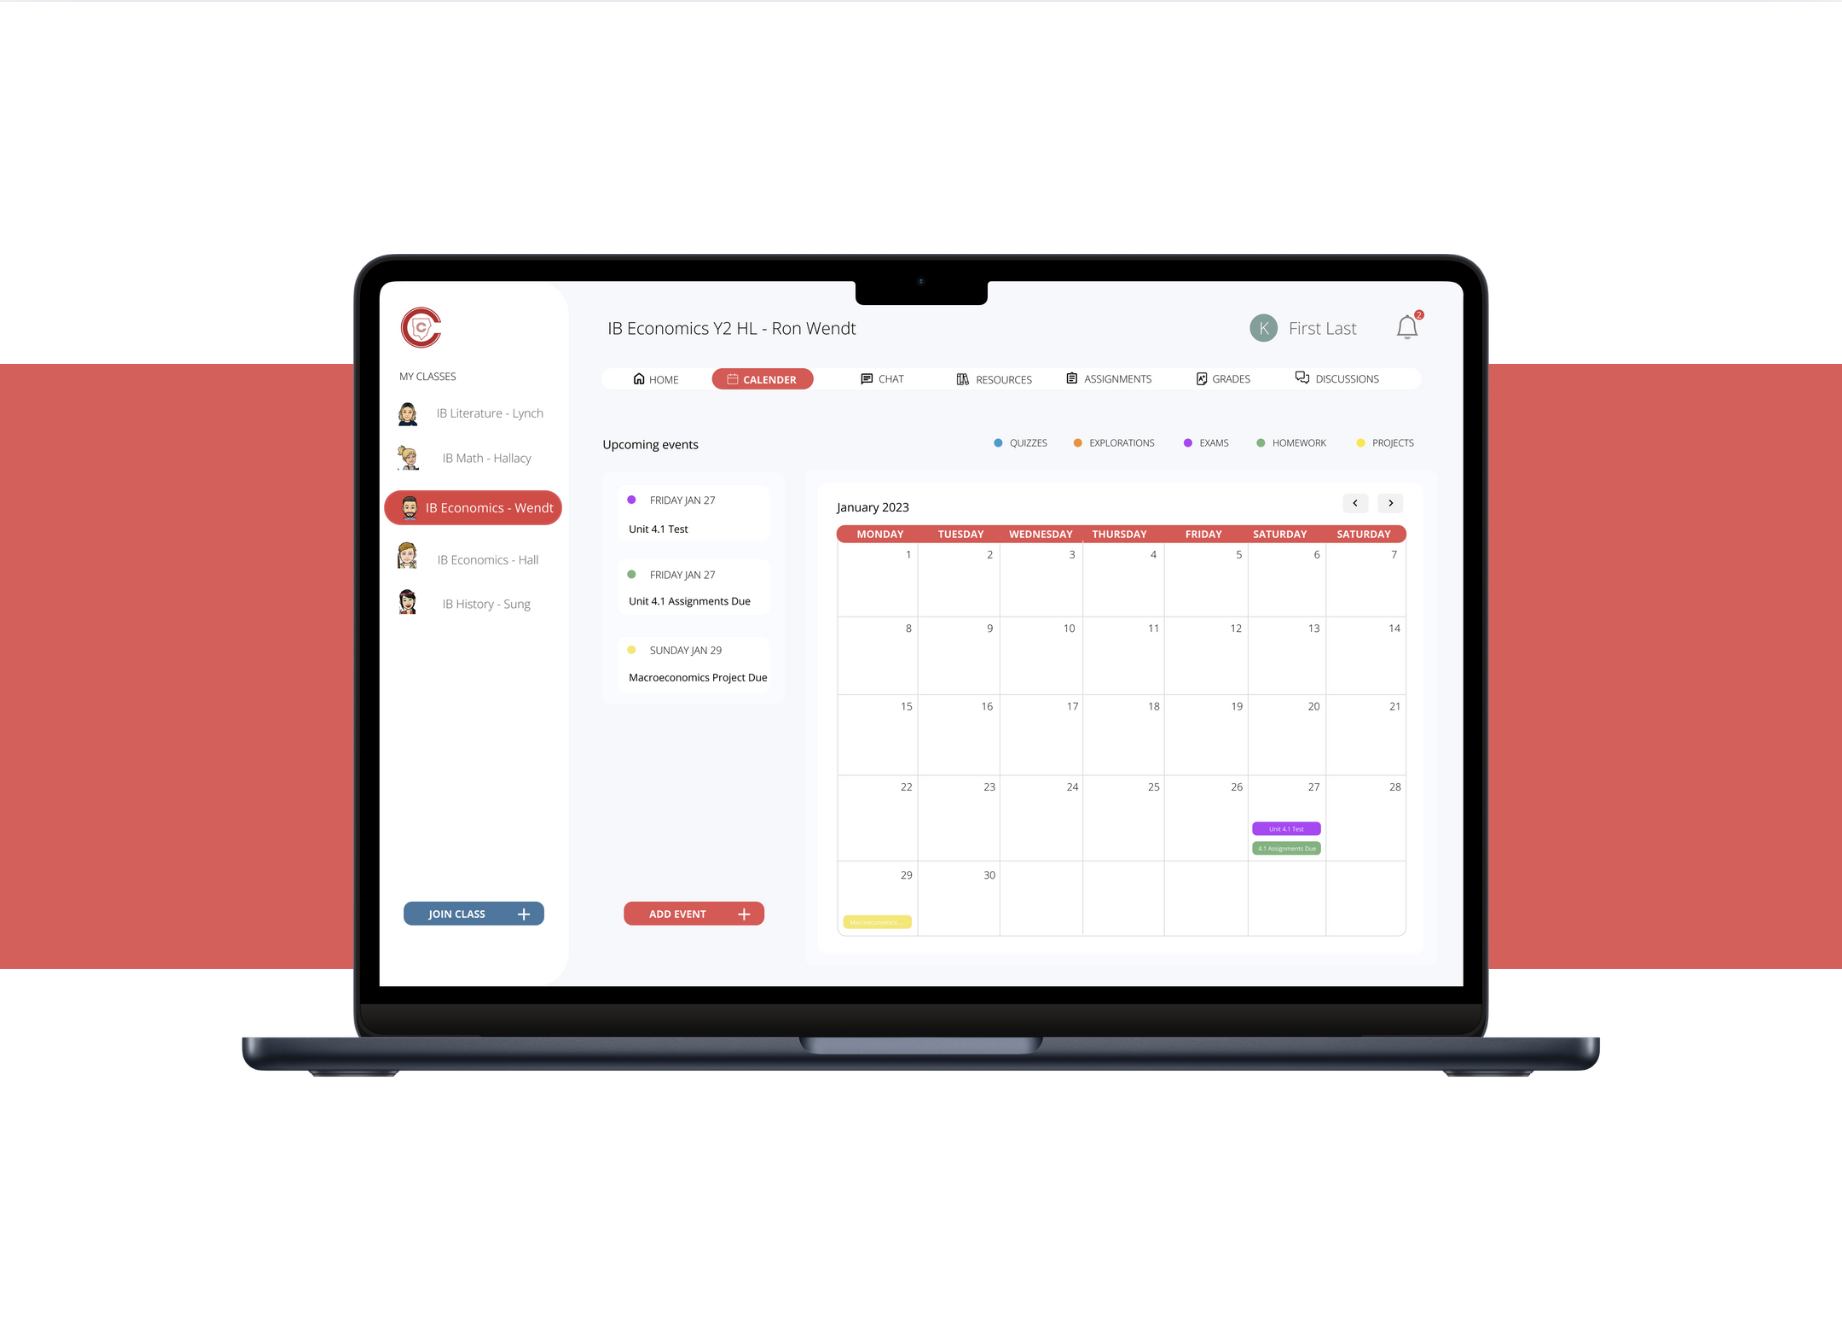 C
IB Economics Y2 HL - Ron Wendt
K First Last
2
MY CLASSES
IB Literature - Lynch
IB Math - Hallacy
IB Economics - Wendt
IB Economics - Hall
IB History - Sung
JOIN CLASS +
HOME CALENDER CHAT RESOURCES ASSIGNMENTS GRADES DISCUSSIONS
Upcoming events
QUIZZES EXPLORATIONS EXAMS HOMEWORK PROJECTS
FRIDAY JAN 27
Unit 4.1 Test
FRIDAY JAN 27
Unit 4.1 Assignments Due
SUNDAY JAN 29
Macroeconomics Project Due
ADD EVENT +
January 2023 < >
MONDAY TUESDAY WEDNESDAY THURSDAY FRIDAY SATURDAY SATURDAY
1 2 3 4 5 6 7
8 9 10 11 12 13 14
15 16 17 18 19 20 21
22 23 24 25 26 27 28
Unit 4.1 Test
4.1 Assignments Due
29 30
Macroeconomics ...